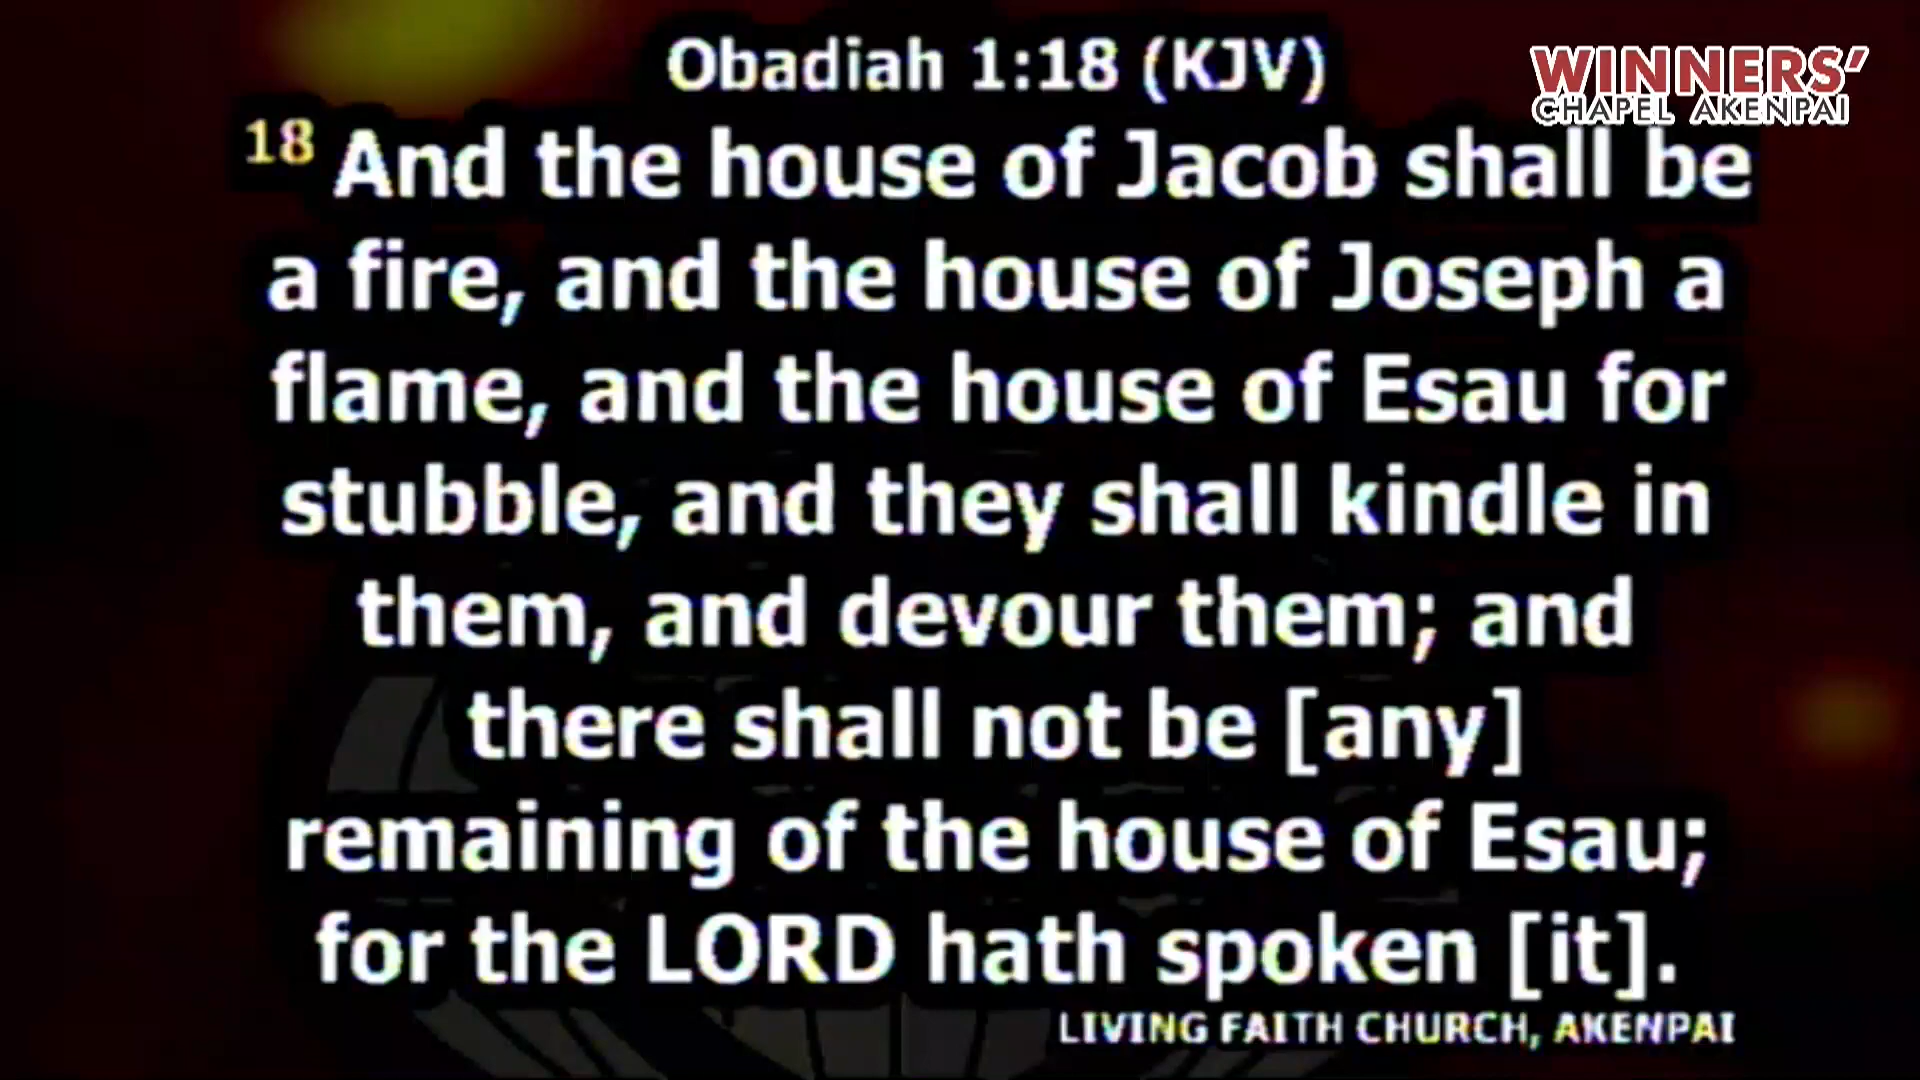 Obadiah 1:18 (KJV)
WINNERS'
CHAPEL AKENPAI
18 And the house of Jacob shall be
a fire, and the house of Joseph a
flame, and the house of Esau for
stubble, and they shall kindle in
them, and devour them; and
there shall not be [any]
remaining of the house of Esau;
for the LORD hath spoken [it].
LIVING FAITH CHURCH, AKENPAI